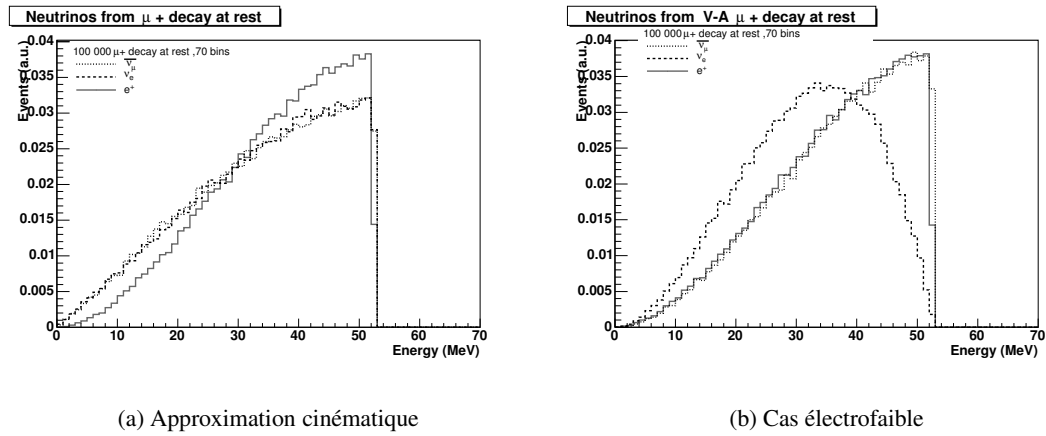 Neutrinos from μ + decay at rest
Events (a.u.)
100 000 μ+ decay at rest ,70 bins
ν̅μ
νe
e+
0.04
0.035
0.03
0.025
0.02
0.015
0.01
0.005
0
0 10 20 30 40 50 60 70
Energy (MeV)
(a) Approximation cinématique
Neutrinos from V-A μ + decay at rest
Events (a.u.)
100 000 μ+ decay at rest ,70 bins
ν̅μ
νe
e+
0.04
0.035
0.03
0.025
0.02
0.015
0.01
0.005
0
0 10 20 30 40 50 60 70
Energy (MeV)
(b) Cas électrofaible